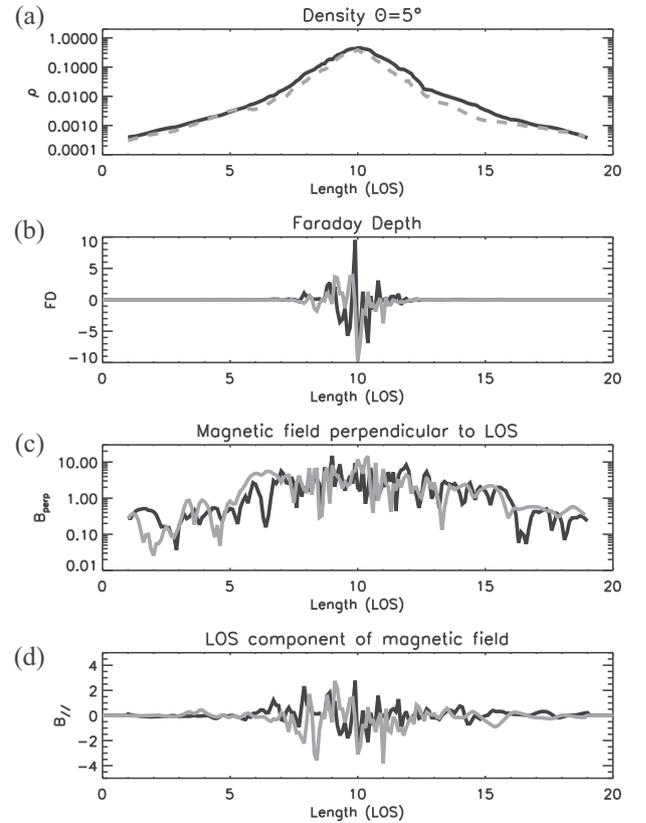 (a)
Density Θ=5°
1.0000
0.1000
0.0100
0.0010
0.0001
ρ
0 5 10 15 20
Length (LOS)
(b)
Faraday Depth
10
5
0
-5
-10
FD
0 5 10 15 20
Length (LOS)
(c)
Magnetic field perpendicular to LOS
10.00
1.00
0.10
0.01
Bperp
0 5 10 15 20
Length (LOS)
(d)
LOS component of magnetic field
4
2
0
-2
-4
B//
0 5 10 15 20
Length (LOS)